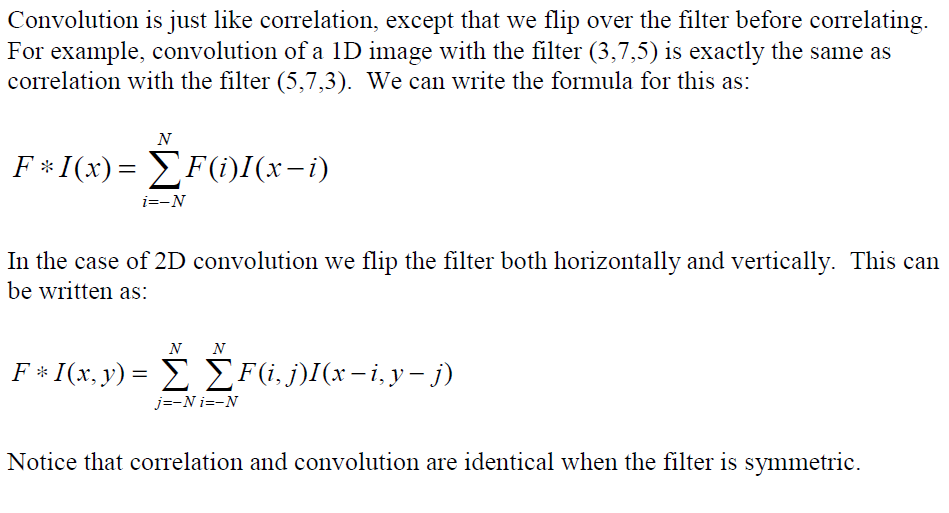 Convolution is just like correlation, except that we flip over the filter before correlating.
For example, convolution of a 1D image with the filter (3,7,5) is exactly the same as
correlation with the filter (5,7,3).  We can write the formula for this as:
N
F * I(x) = ∑ F(i)I(x − i)
i=−N
In the case of 2D convolution we flip the filter both horizontally and vertically.  This can
be written as:
N N
F * I(x, y) = ∑ ∑ F(i, j)I(x − i, y − j)
j=−N i=−N
Notice that correlation and convolution are identical when the filter is symmetric.